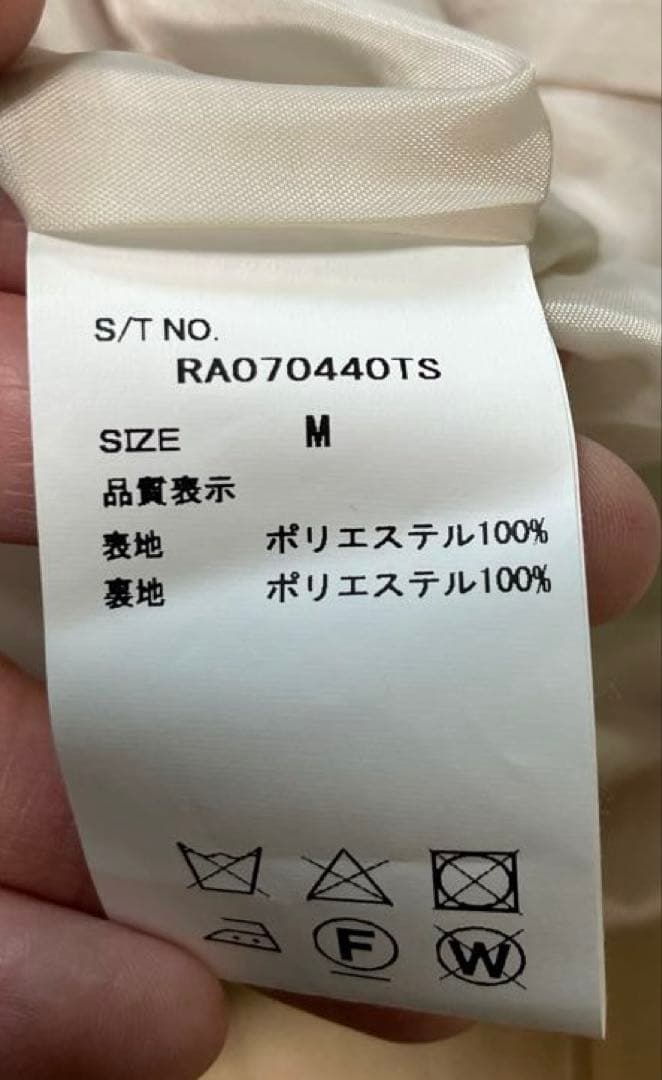 S/T NO.
RA070440TS
SIZE M
品質表示
表地 ポリエステル100%
裏地 ポリエステル100%
F W